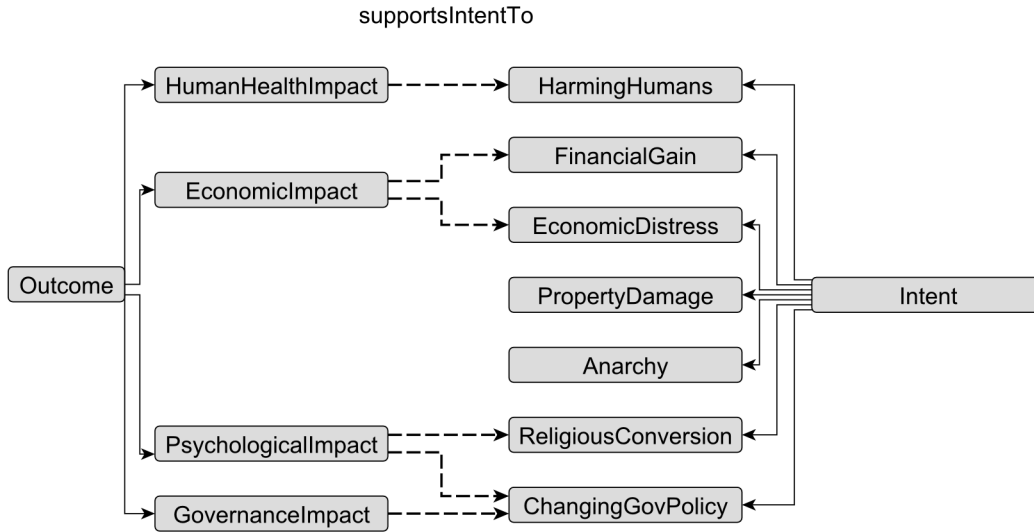 supportsIntentTo
HumanHealthImpact
HarmingHumans
FinancialGain
EconomicImpact
EconomicDistress
Outcome
PropertyDamage
Intent
Anarchy
PsychologicalImpact
ReligiousConversion
GovernanceImpact
ChangingGovPolicy